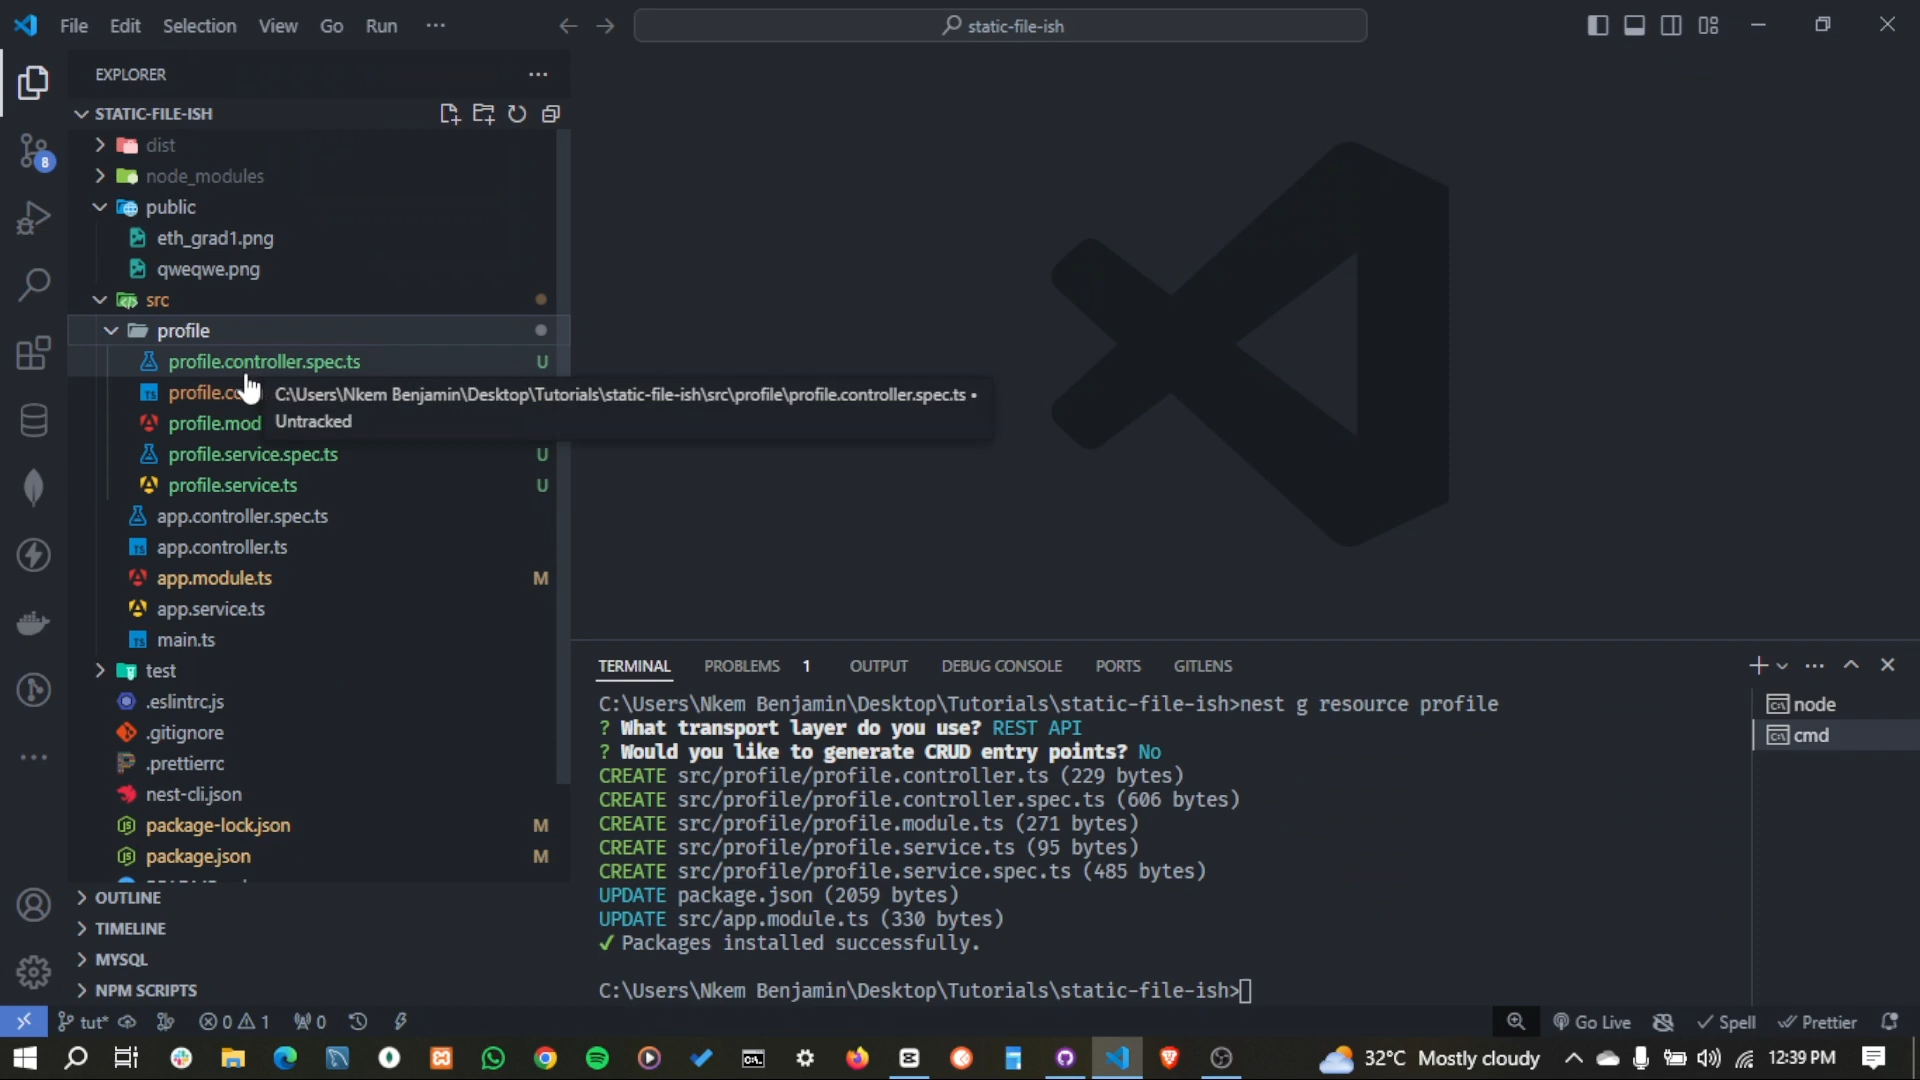 File Edit Selection View Go Run ···
static-file-ish
EXPLORER
STATIC-FILE-ISH
dist
node_modules
public
eth_grad1.png
qweqwe.png
src
profile
profile.controller.spec.ts U
profile.co
C:\Users\Nkem Benjamin\Desktop\Tutorials\static-file-ish\src\profile\profile.controller.spec.ts •
Untracked
profile.mod
profile.service.spec.ts U
profile.service.ts U
app.controller.spec.ts
app.controller.ts
app.module.ts M
app.service.ts
main.ts
test
.eslintrc.js
.gitignore
.prettierrc
nest-cli.json
package-lock.json M
package.json M
OUTLINE
TIMELINE
MYSQL
NPM SCRIPTS
8
TERMINAL PROBLEMS 1 OUTPUT DEBUG CONSOLE PORTS GITLENS
C:\Users\Nkem Benjamin\Desktop\Tutorials\static-file-ish>nest g resource profile
? What transport layer do you use? REST API
? Would you like to generate CRUD entry points? No
CREATE src/profile/profile.controller.ts (229 bytes)
CREATE src/profile/profile.controller.spec.ts (606 bytes)
CREATE src/profile/profile.module.ts (271 bytes)
CREATE src/profile/profile.service.ts (95 bytes)
CREATE src/profile/profile.service.spec.ts (485 bytes)
UPDATE package.json (2059 bytes)
UPDATE src/app.module.ts (330 bytes)
✓ Packages installed successfully.
C:\Users\Nkem Benjamin\Desktop\Tutorials\static-file-ish>
node
cmd
tut* 0 1 0 Go Live Spell Prettier
32°C Mostly cloudy 12:39 PM